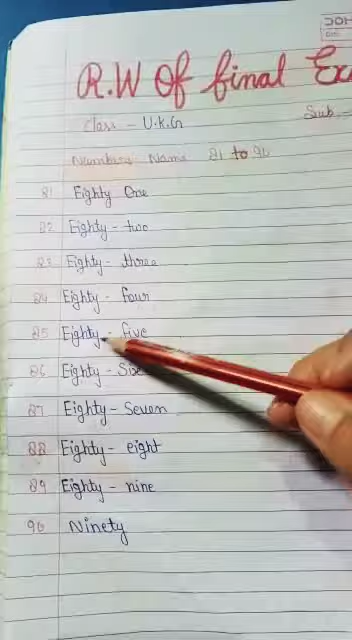 R.W Of final Ex
Class - U.K.G
Sub -
Numbers Name 81 to 90
81 Eighty One
82 Eighty - two
83 Eighty - three
84 Eighty - four
85 Eighty - five
86 Eighty -
87 Eighty - Seven
88 Eighty - eight
89 Eighty - nine
90 Ninety